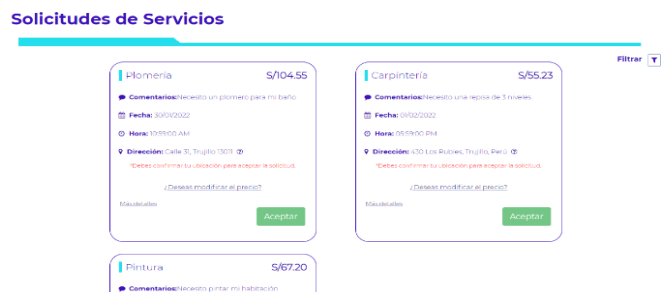 Solicitudes de Servicios
Filtrar
Plomería S/104.55
Comentarios:Necesito un plomero para mi baño
Fecha: 30/01/2022
Hora: 10:59:00 AM
Dirección: Calle 31, Trujillo 13011
*Debes confirmar tu ubicación para aceptar la solicitud.
¿Deseas modificar el precio?
Más detalles
Aceptar
Carpintería S/55.23
Comentarios:Necesito una repisa de 3 niveles
Fecha: 01/02/2022
Hora: 05:59:00 PM
Dirección: 430 Los Rubíes, Trujillo, Perú
*Debes confirmar tu ubicación para aceptar la solicitud.
¿Deseas modificar el precio?
Más detalles
Aceptar
Pintura S/67.20
Comentarios:Necesito pintar mi habitación